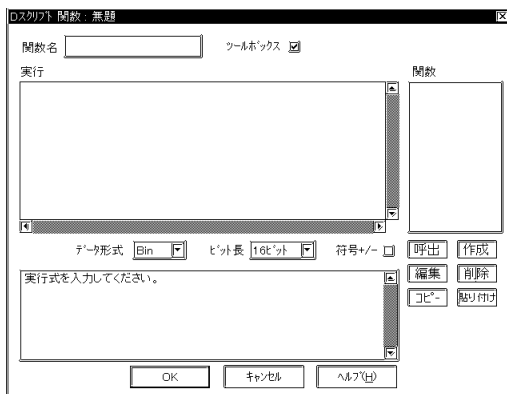 Dｽｸﾘﾌﾟﾄ 関数 : 無題
関数名 ﾂｰﾙﾎﾞｯｸｽ
実行 関数
ﾃﾞｰﾀ形式 Bin ﾋﾞｯﾄ長 16ﾋﾞｯﾄ 符号+/-
呼出 作成
実行式を入力してください。
編集 削除
ｺﾋﾟｰ 貼り付け
OK ｷｬﾝｾﾙ ﾍﾙﾌﾟ(H)